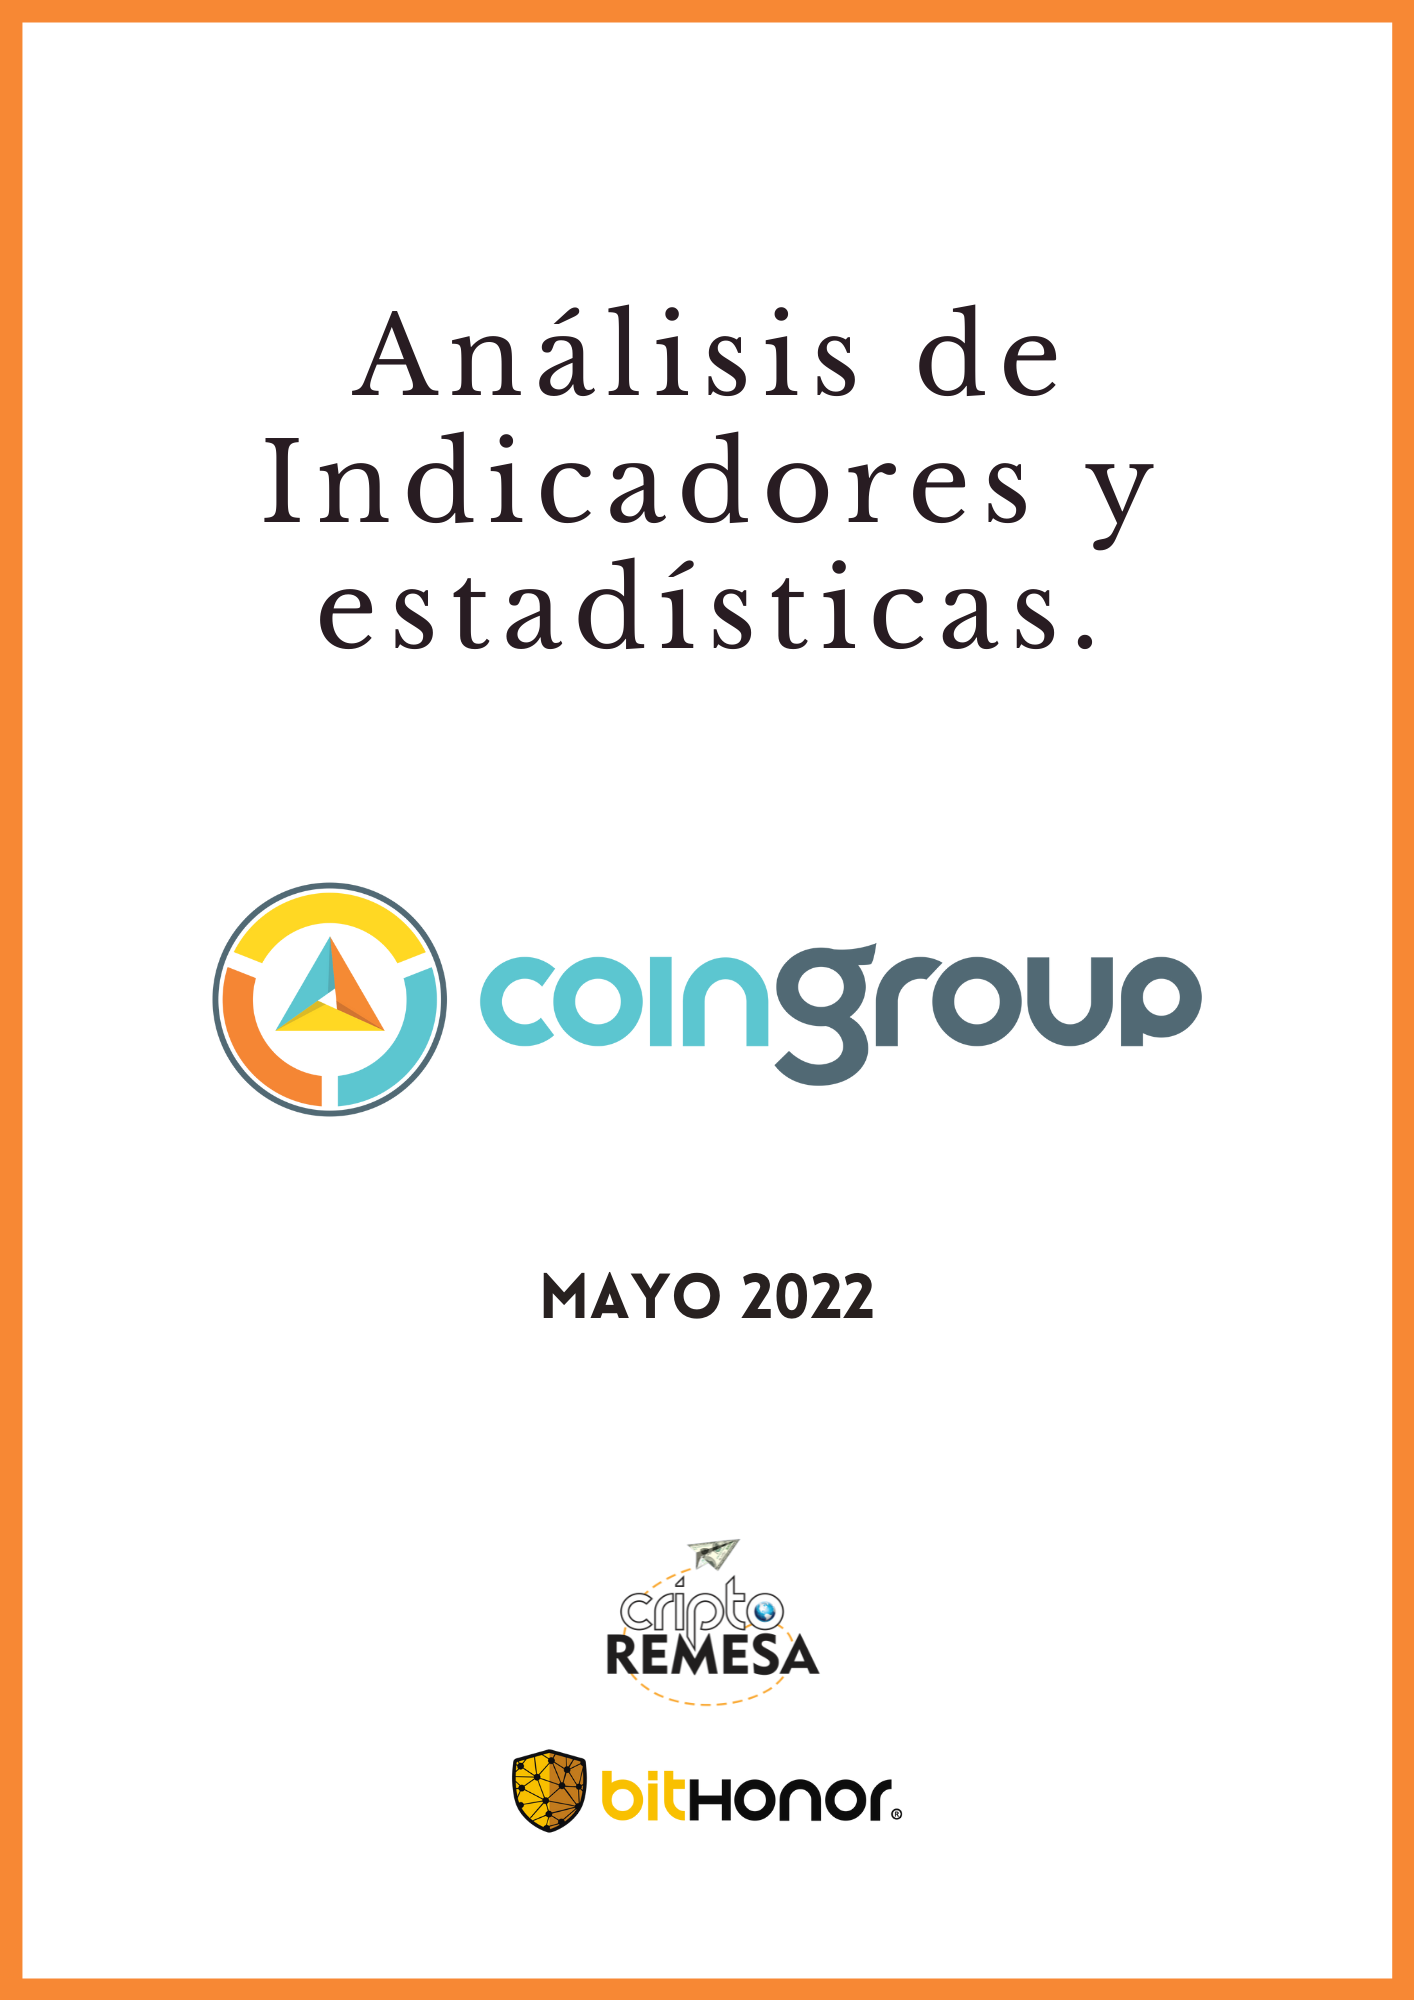 Análisis de
Indicadores y
estadísticas.
coingroup
MAYO 2022
cripto
REMESA
bitHonor®